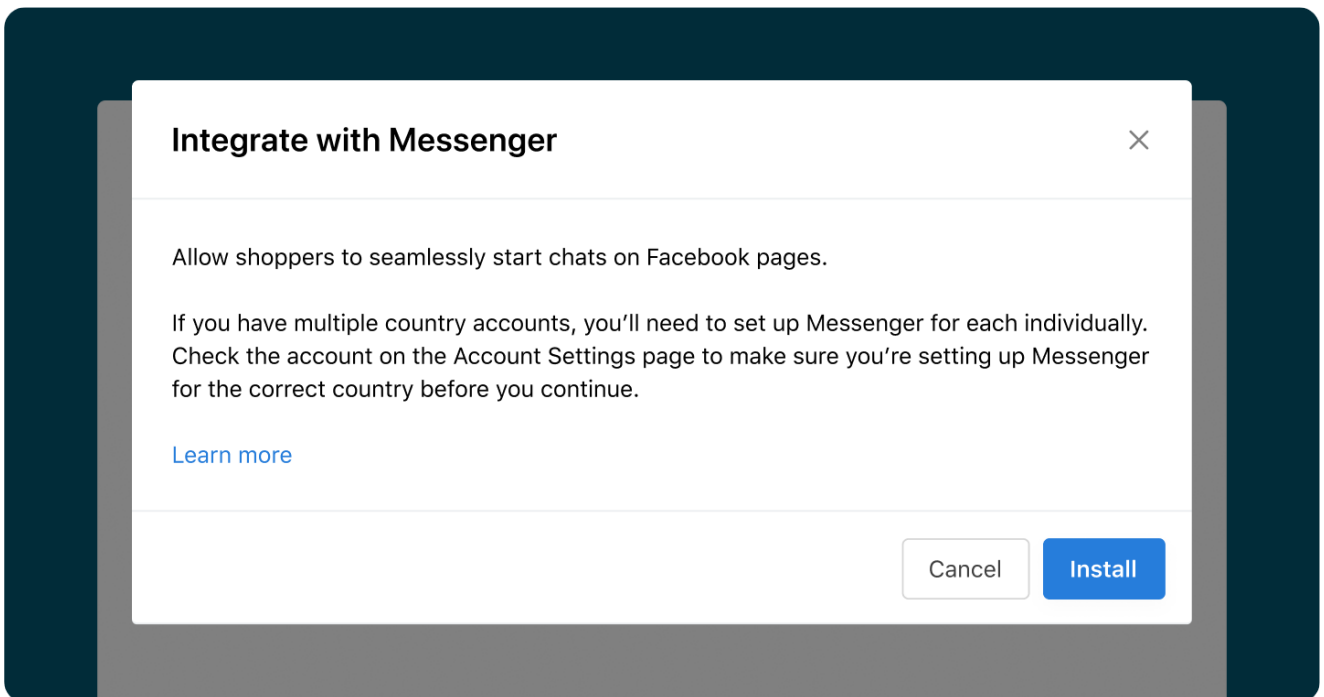 Integrate with Messenger
Allow shoppers to seamlessly start chats on Facebook pages.
If you have multiple country accounts, you’ll need to set up Messenger for each individually.
Check the account on the Account Settings page to make sure you’re setting up Messenger
for the correct country before you continue.
Learn more
Cancel
Install